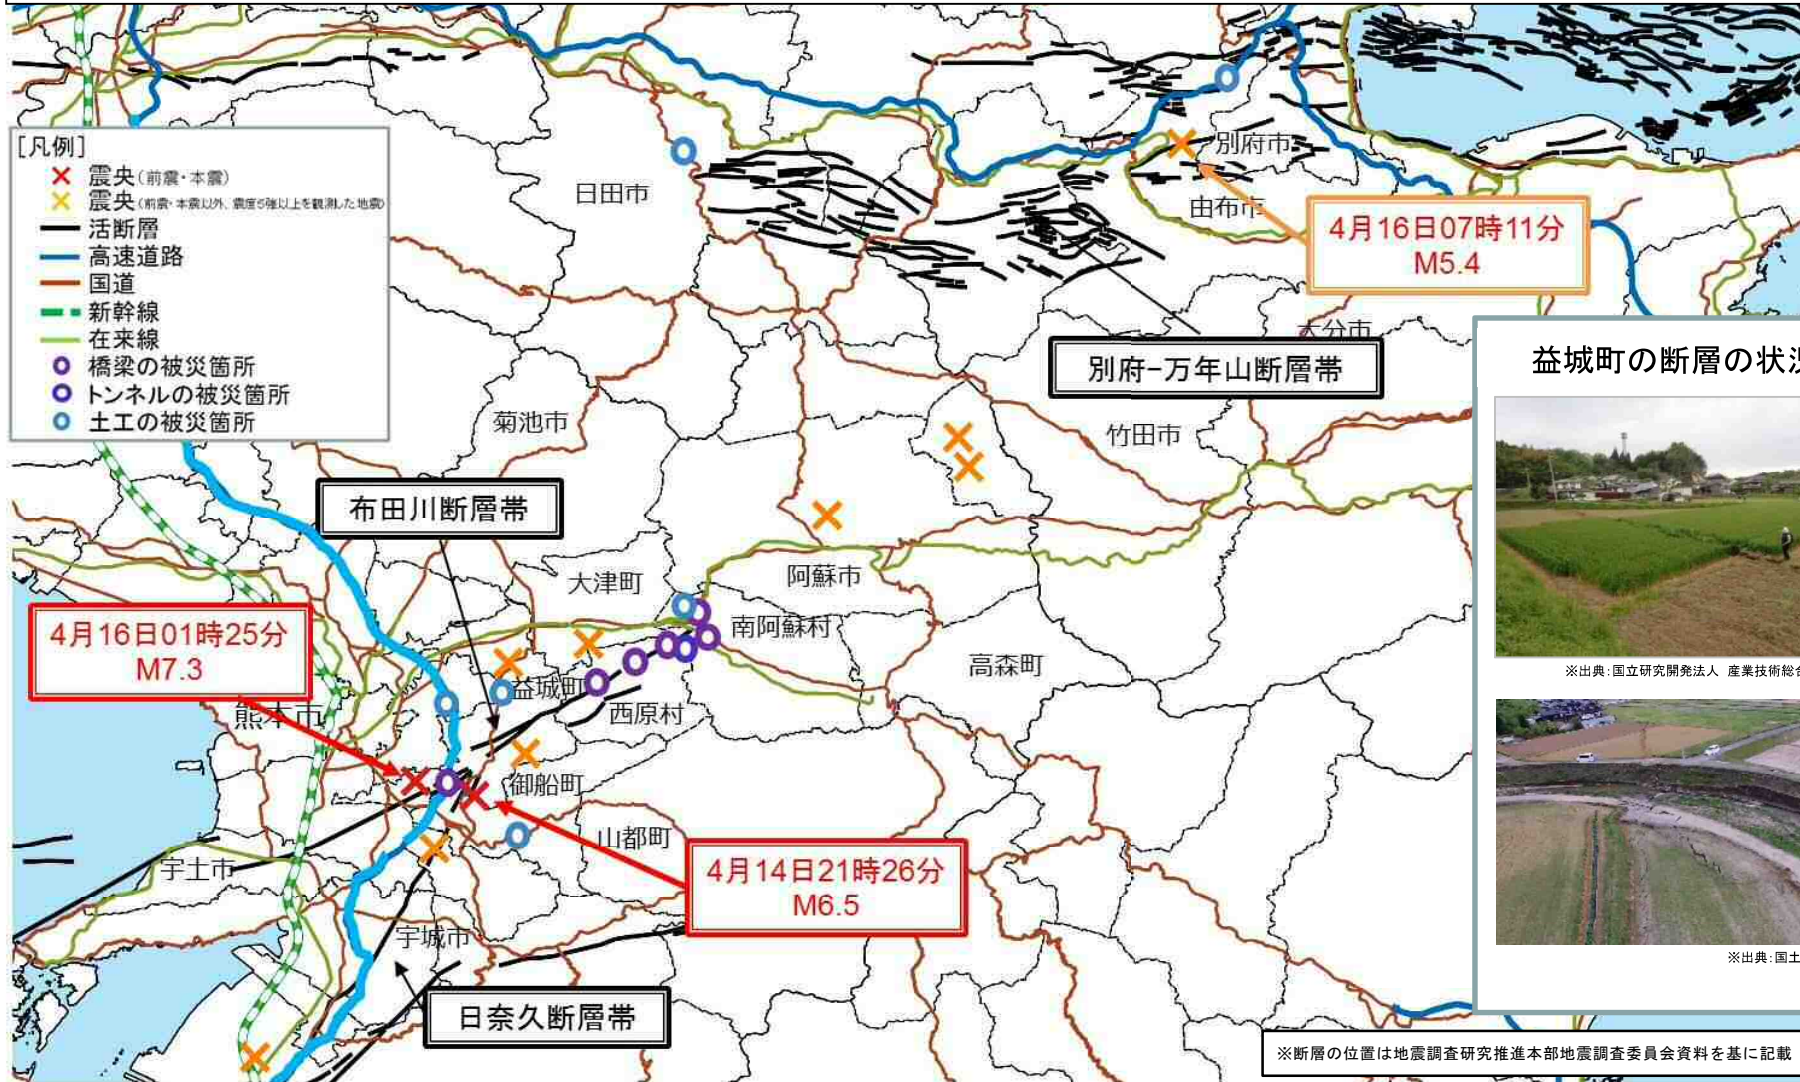 [凡例]
震央(前震・本震)
震央(前震・本震以外、震度5強以上を観測した地震)
活断層
高速道路
国道
新幹線
在来線
橋梁の被災箇所
トンネルの被災箇所
土工の被災箇所
日田市
別府市
由布市
4月16日07時11分
M5.4
大分市
別府-万年山断層帯
益城町の断層の状況
菊池市
竹田市
布田川断層帯
大津町
阿蘇市
南阿蘇村
高森町
4月16日01時25分
M7.3
熊本市
益城町
西原村
御船町
山都町
4月14日21時26分
M6.5
宇土市
宇城市
日奈久断層帯
※出典:国立研究開発法人 産業技術総合
※出典:国土
※断層の位置は地震調査研究推進本部地震調査委員会資料を基に記載